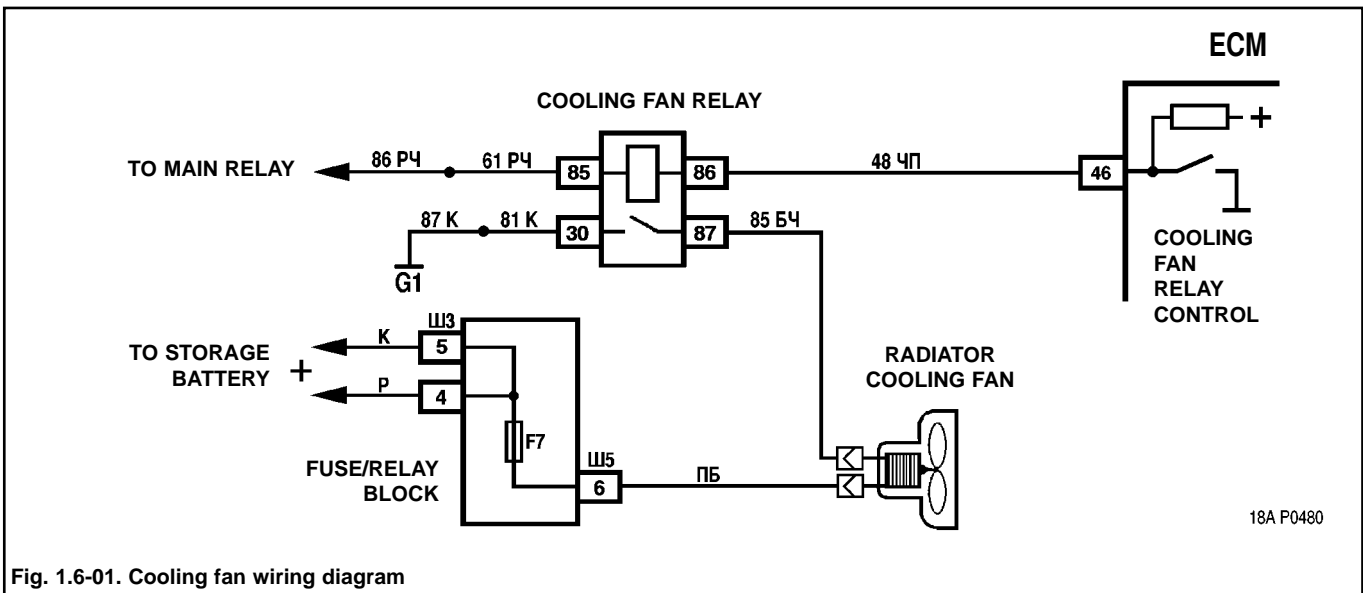 ECM
COOLING FAN RELAY
+
TO MAIN RELAY
86 РЧ
61 РЧ
85
86
48 ЧП
46
87 К
81 К
30
87
85 БЧ
G1
COOLING
FAN
RELAY
CONTROL
Ш3
К
5
TO STORAGE
BATTERY
+
Р
4
F7
RADIATOR
COOLING FAN
FUSE/RELAY
BLOCK
Ш5
6
ПБ
18A P0480
Fig. 1.6-01. Cooling fan wiring diagram